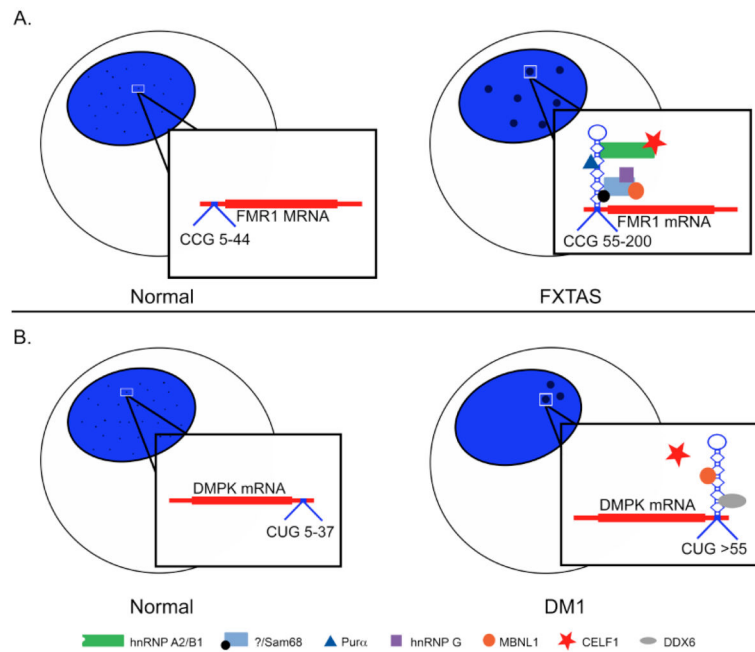 A.
FMR1 MRNA
CCG 5-44
Normal
FMR1 mRNA
CCG 55-200
FXTAS
B.
DMPK mRNA
CUG 5-37
Normal
DMPK mRNA
CUG >55
DM1
hnRNP A2/B1 ?/Sam68 Purα hnRNP G MBNL1 CELF1 DDX6